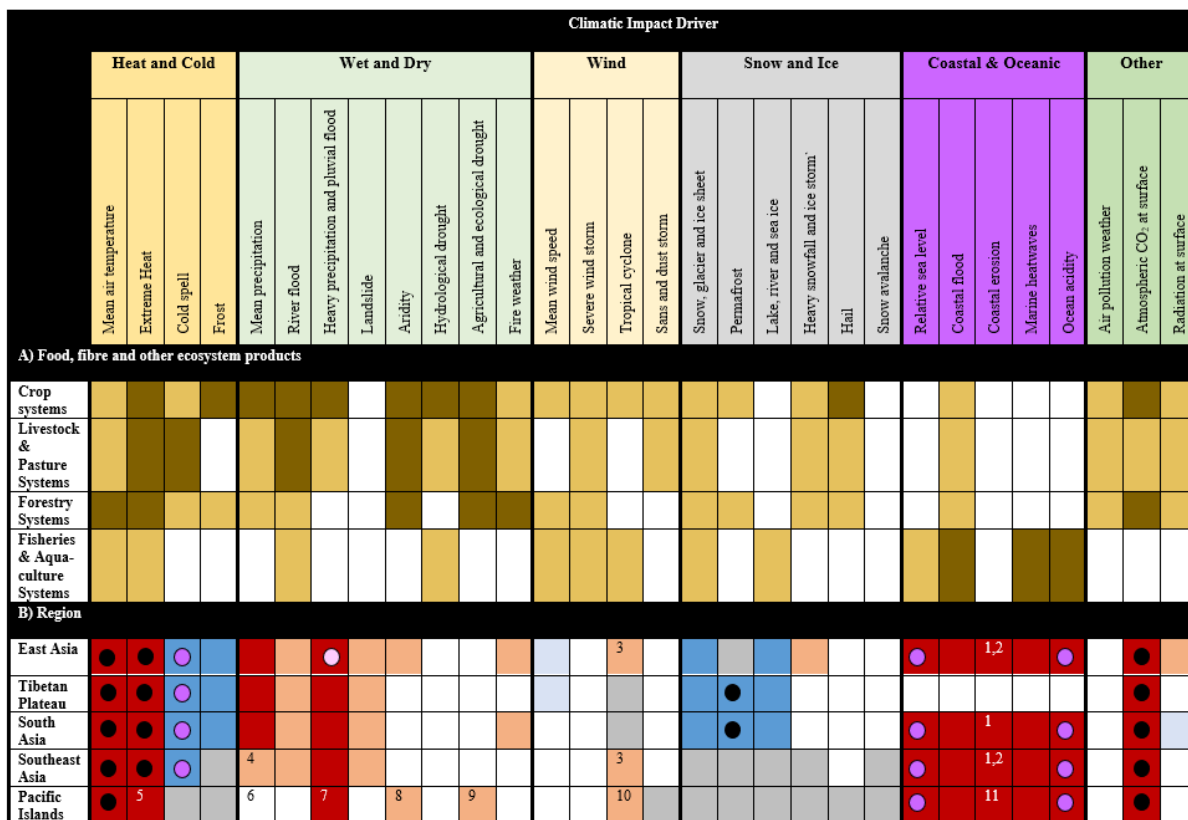 Climatic Impact Driver
Heat and Cold
Wet and Dry
Wind
Snow and Ice
Coastal & Oceanic
Other
Mean air temperature
Extreme Heat
Cold spell
Frost
Mean precipitation
River flood
Heavy precipitation and pluvial flood
Landslide
Aridity
Hydrological drought
Agricultural and ecological drought
Fire weather
Mean wind speed
Severe wind storm
Tropical cyclone
Sans and dust storm
Snow, glacier and ice sheet
Permafrost
Lake, river and sea ice
Heavy snowfall and ice storm`
Hail
Snow avalanche
Relative sea level
Coastal flood
Coastal erosion
Marine heatwaves
Ocean acidity
Air pollution weather
Atmospheric CO₂ at surface
Radiation at surface
A) Food, fibre and other ecosystem products
Crop
systems
Livestock
&
Pasture
Systems
Forestry
Systems
Fisheries
& Aqua-
culture
Systems
B) Region
East Asia
3
1,2
Tibetan
Plateau
South
Asia
1
Southeast
Asia
4
3
1,2
Pacific
Islands
5
6
7
8
9
10
11